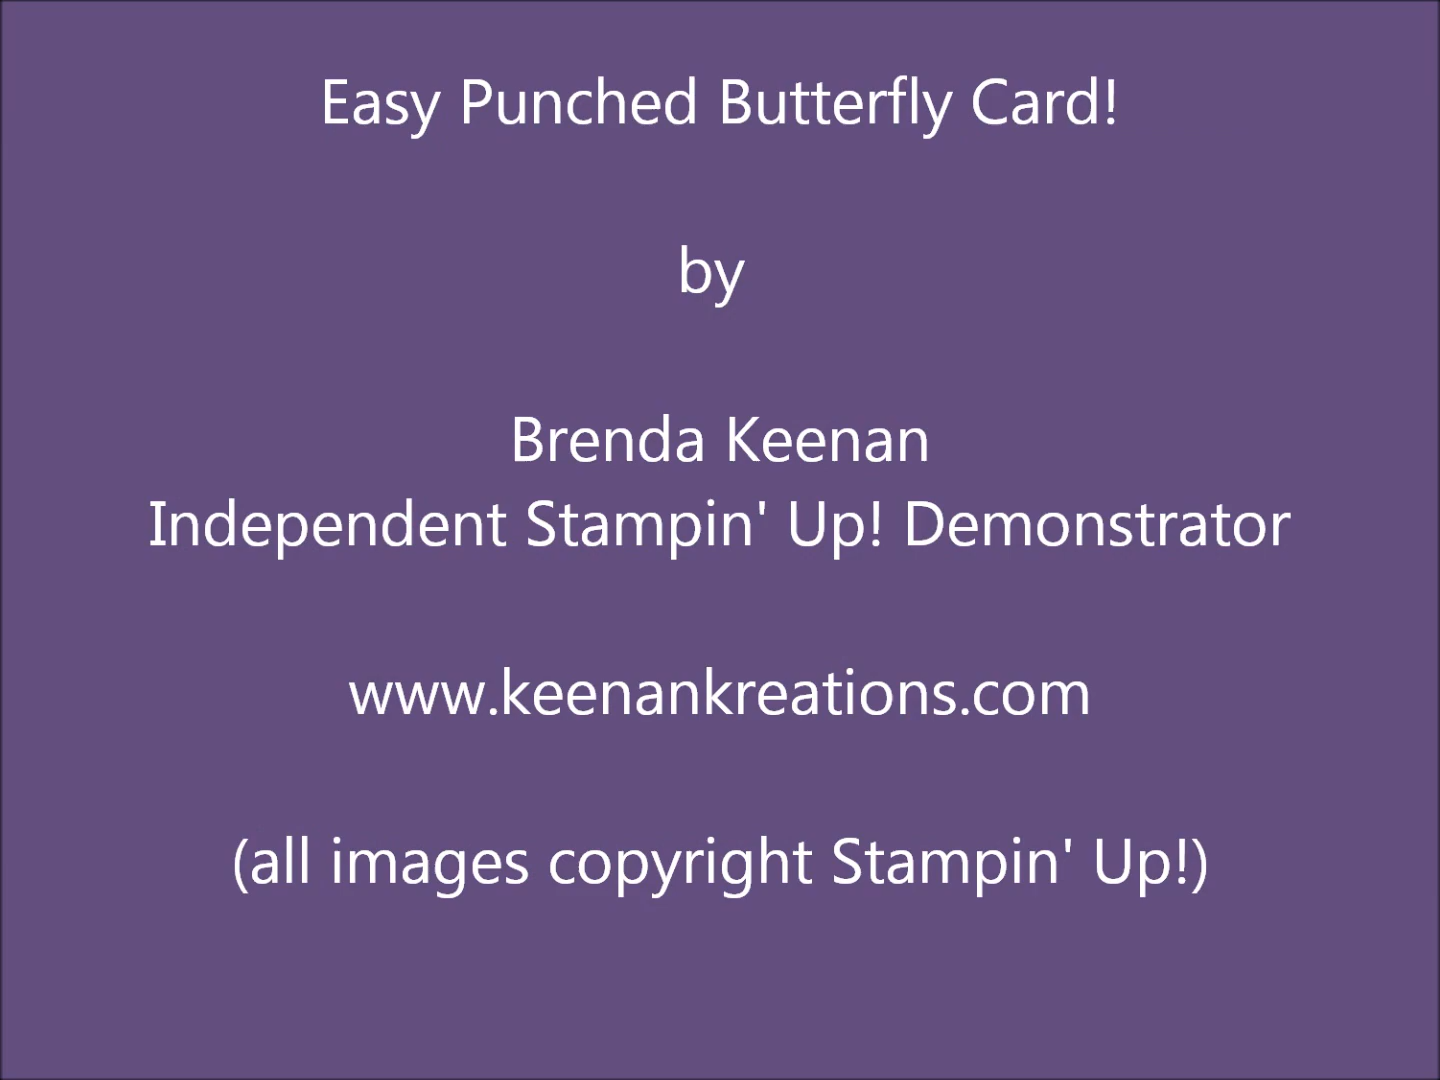 Easy Punched Butterfly Card!
by
Brenda Keenan
Independent Stampin' Up! Demonstrator
www.keenankreations.com
(all images copyright Stampin' Up!)